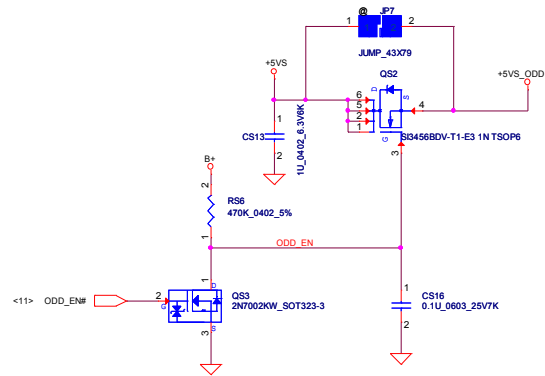 @ JP7
1 2
JUMP_43X79
+5VS
QS2
+5VS_ODD
D S
6
5
2
1
4
G
3
SI3456BDV-T1-E3 1N TSOP6
CS13
1
2
1U_0402_6.3V6K
B+
2
RS6
470K_0402_5%
1
ODD_EN
1
D
QS3
2N7002KW_SOT323-3
<11> ODD_EN#
2
G
S
3
1
CS16
0.1U_0603_25V7K
2